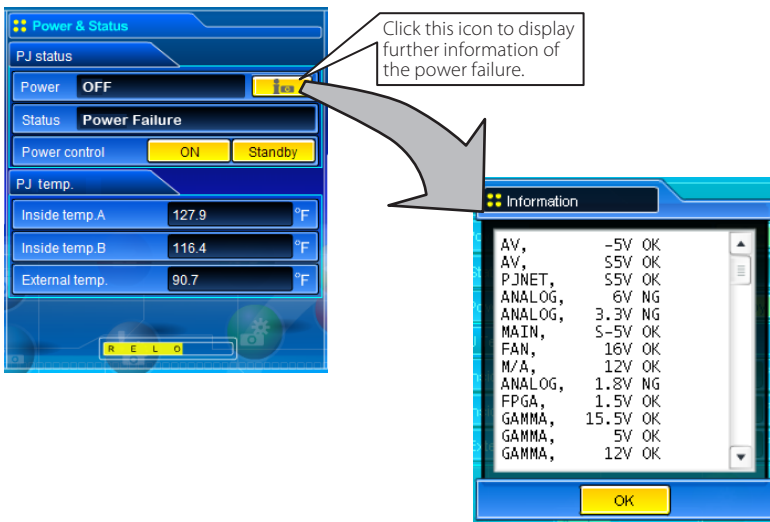 Power & Status
PJ status
Power OFF
Status Power Failure
Power control ON Standby
PJ temp.
Inside temp.A 127.9 °F
Inside temp.B 116.4 °F
External temp. 90.7 °F
R E L O
Click this icon to display
further information of
the power failure.
Information
AV, -5V OK
AV, S5V OK
PJNET, S5V OK
ANALOG, 6V NG
ANALOG, 3.3V NG
MAIN, S-5V OK
FAN, 16V OK
M/A, 12V OK
ANALOG, 1.8V NG
FPGA, 1.5V OK
GAMMA, 15.5V OK
GAMMA, 5V OK
GAMMA, 12V OK
OK